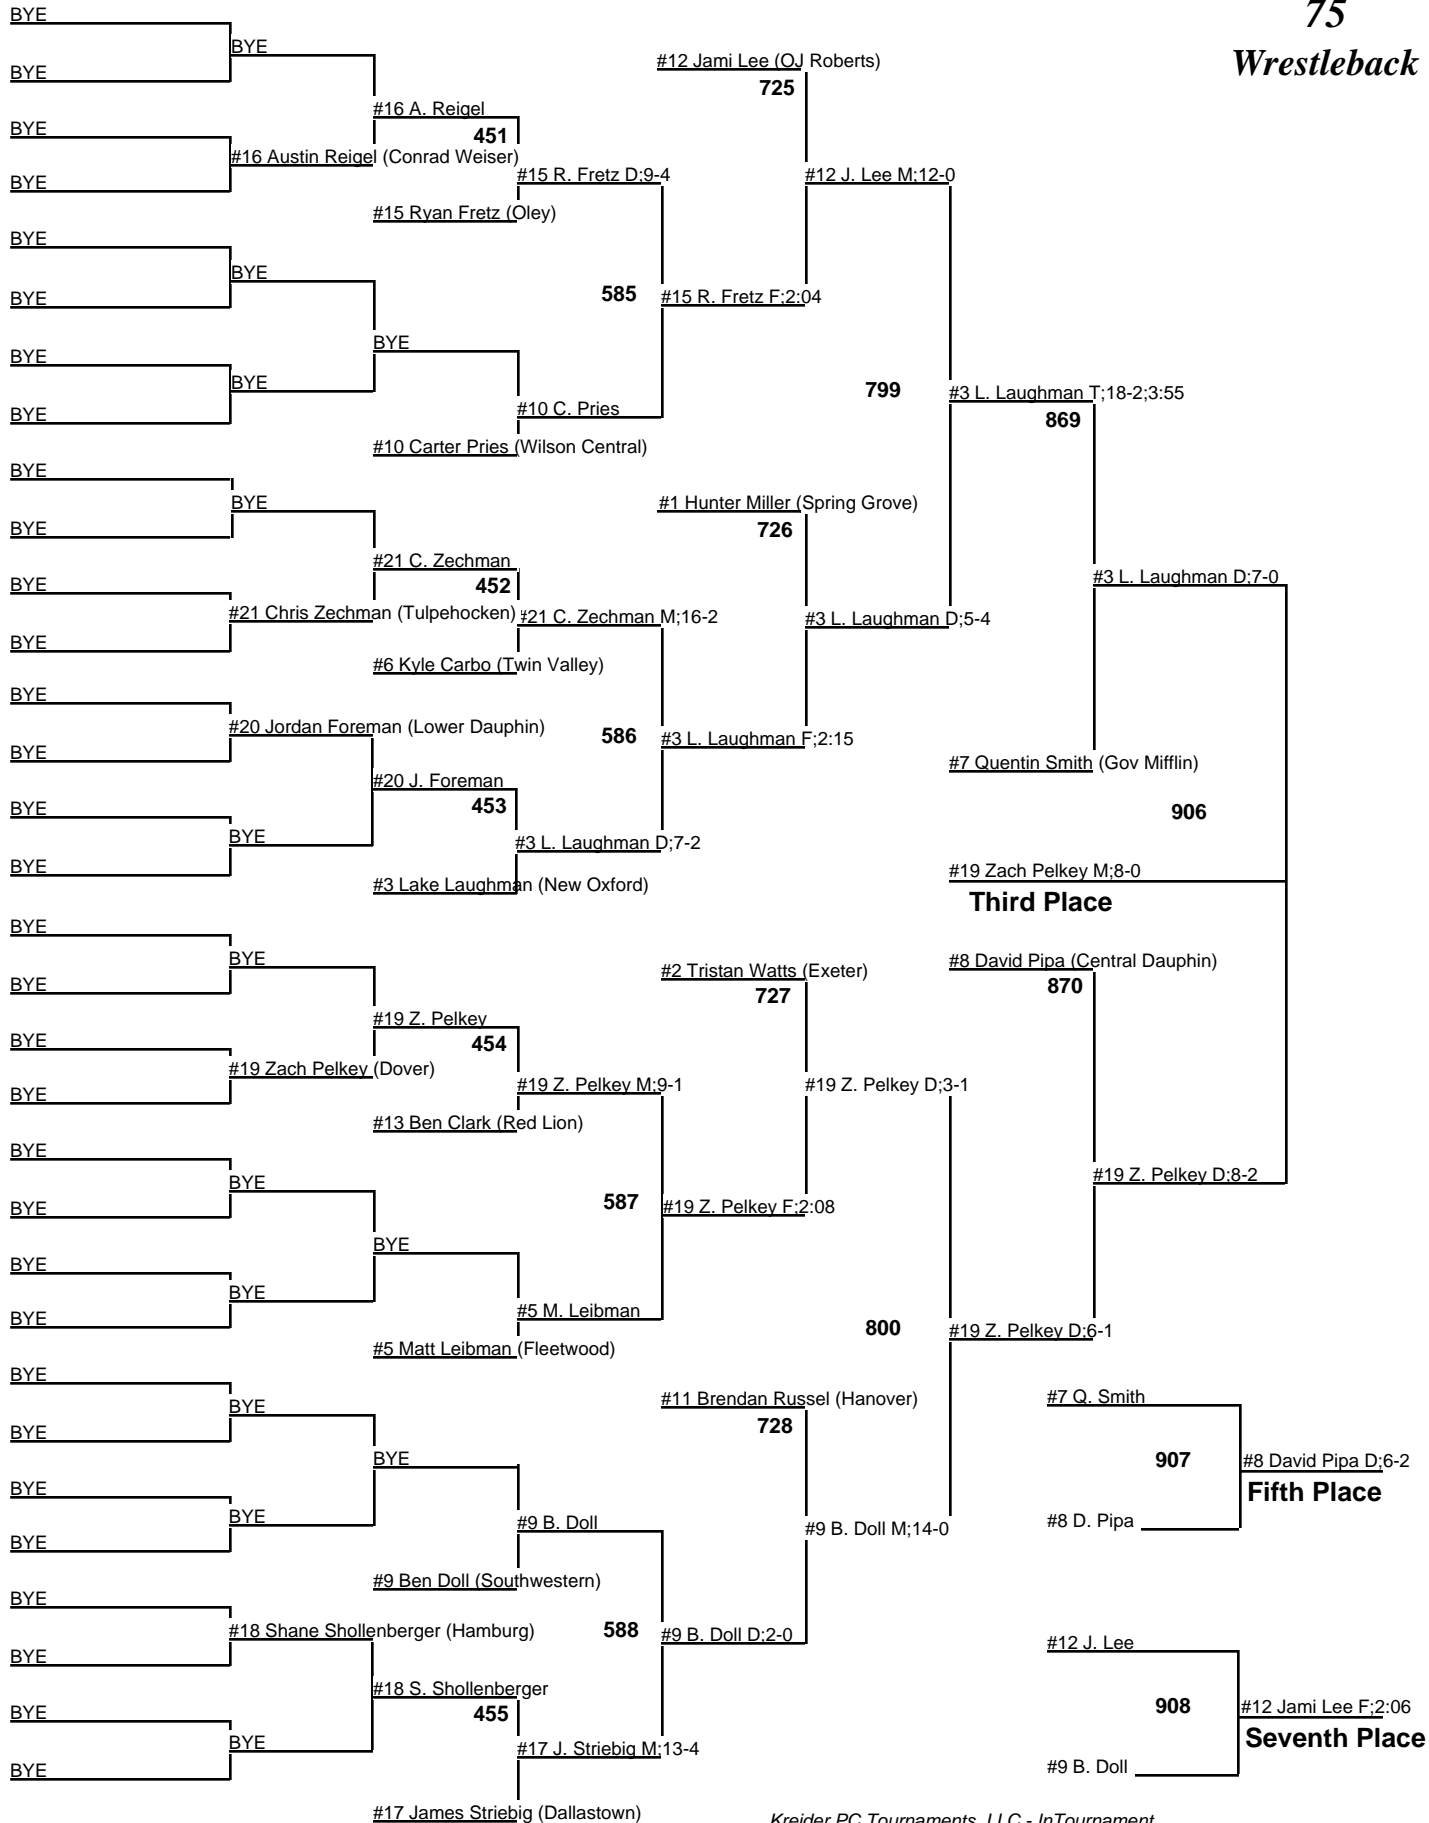 75
Wrestleback
BYE
BYE
BYE
#12 Jami Lee (OJ Roberts)
725
#16 A. Reigel
BYE
451
#16 Austin Reigel (Conrad Weiser)
BYE
#15 R. Fretz D;9-4
#12 J. Lee M;12-0
#15 Ryan Fretz (Oley)
BYE
BYE
BYE
585
#15 R. Fretz F;2:04
BYE
BYE
BYE
799
#3 L. Laughman T;18-2;3:55
BYE
#10 C. Pries
869
#10 Carter Pries (Wilson Central)
BYE
BYE
#1 Hunter Miller (Spring Grove)
BYE
726
#21 C. Zechman
BYE
452
#3 L. Laughman D;7-0
#21 Chris Zechman (Tulpehocken)
#21 C. Zechman M;16-2
#3 L. Laughman D;5-4
BYE
#6 Kyle Carbo (Twin Valley)
BYE
#20 Jordan Foreman (Lower Dauphin)
586
#3 L. Laughman F;2:15
BYE
#7 Quentin Smith (Gov Mifflin)
#20 J. Foreman
BYE
453
906
BYE
#3 L. Laughman D;7-2
BYE
#19 Zach Pelkey M;8-0
#3 Lake Laughman (New Oxford)
Third Place
BYE
BYE
#2 Tristan Watts (Exeter)
#8 David Pipa (Central Dauphin)
BYE
727
870
#19 Z. Pelkey
BYE
454
#19 Zach Pelkey (Dover)
BYE
#19 Z. Pelkey M;9-1
#19 Z. Pelkey D;3-1
#13 Ben Clark (Red Lion)
BYE
BYE
#19 Z. Pelkey D;8-2
BYE
587
#19 Z. Pelkey F;2:08
BYE
BYE
BYE
BYE
#5 M. Leibman
800
#19 Z. Pelkey D;6-1
#5 Matt Leibman (Fleetwood)
BYE
BYE
#11 Brendan Russel (Hanover)
#7 Q. Smith
BYE
728
BYE
907
#8 David Pipa D;6-2
BYE
Fifth Place
BYE
#9 B. Doll
#9 B. Doll M;14-0
#8 D. Pipa
BYE
#9 Ben Doll (Southwestern)
BYE
#18 Shane Shollenberger (Hamburg)
588
#9 B. Doll D;2-0
#12 J. Lee
BYE
#18 S. Shollenberger
BYE
455
908
#12 Jami Lee F;2:06
BYE
#17 J. Striebig M;13-4
Seventh Place
BYE
#9 B. Doll
#17 James Striebig (Dallastown)
Kreider PC Tournaments, LLC - InTournament